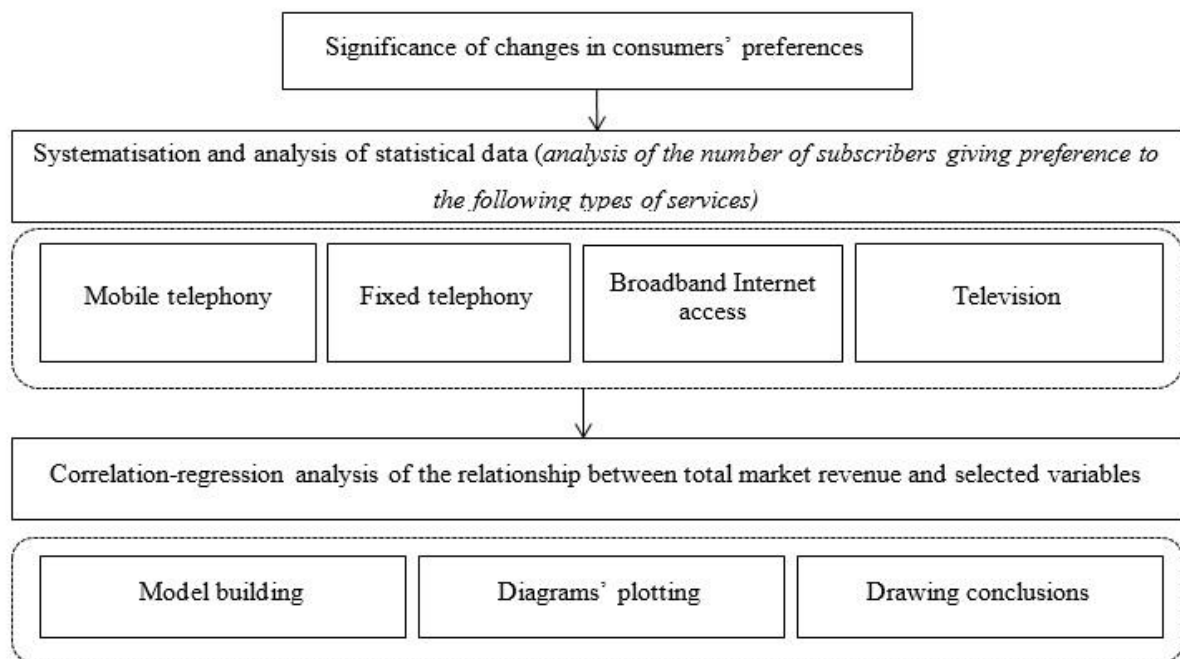 Significance of changes in consumers’ preferences
Systematisation and analysis of statistical data (analysis of the number of subscribers giving preference to
the following types of services)
Mobile telephony
Fixed telephony
Broadband Internet
access
Television
Correlation-regression analysis of the relationship between total market revenue and selected variables
Model building
Diagrams’ plotting
Drawing conclusions